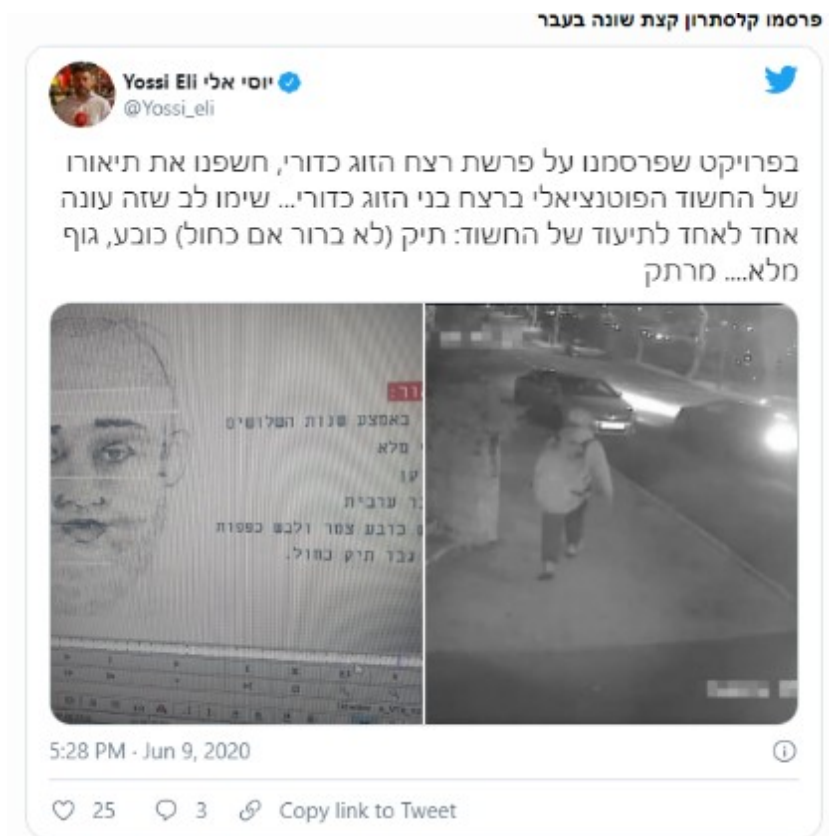 פרסמו קלסתרון קצת שונה בעבר
Yossi Eli יוסי אלי
@Yossi_eli
בפרויקט שפרסמנו על פרשת רצח הזוג כדורי, חשפנו את תיאורו
של החשוד הפוטנציאלי ברצח בני הזוג כדורי... שימו לב שזה עונה
אחד לאחד לתיעוד של החשוד: תיק (לא ברור אם כחול) כובע, גוף
מלא.... מרתק
באמצע שנות השלושים
מלא
ערבית
כובע צמר ולבש כפפות
תיק כחול.
5:28 PM · Jun 9, 2020
25
3
Copy link to Tweet